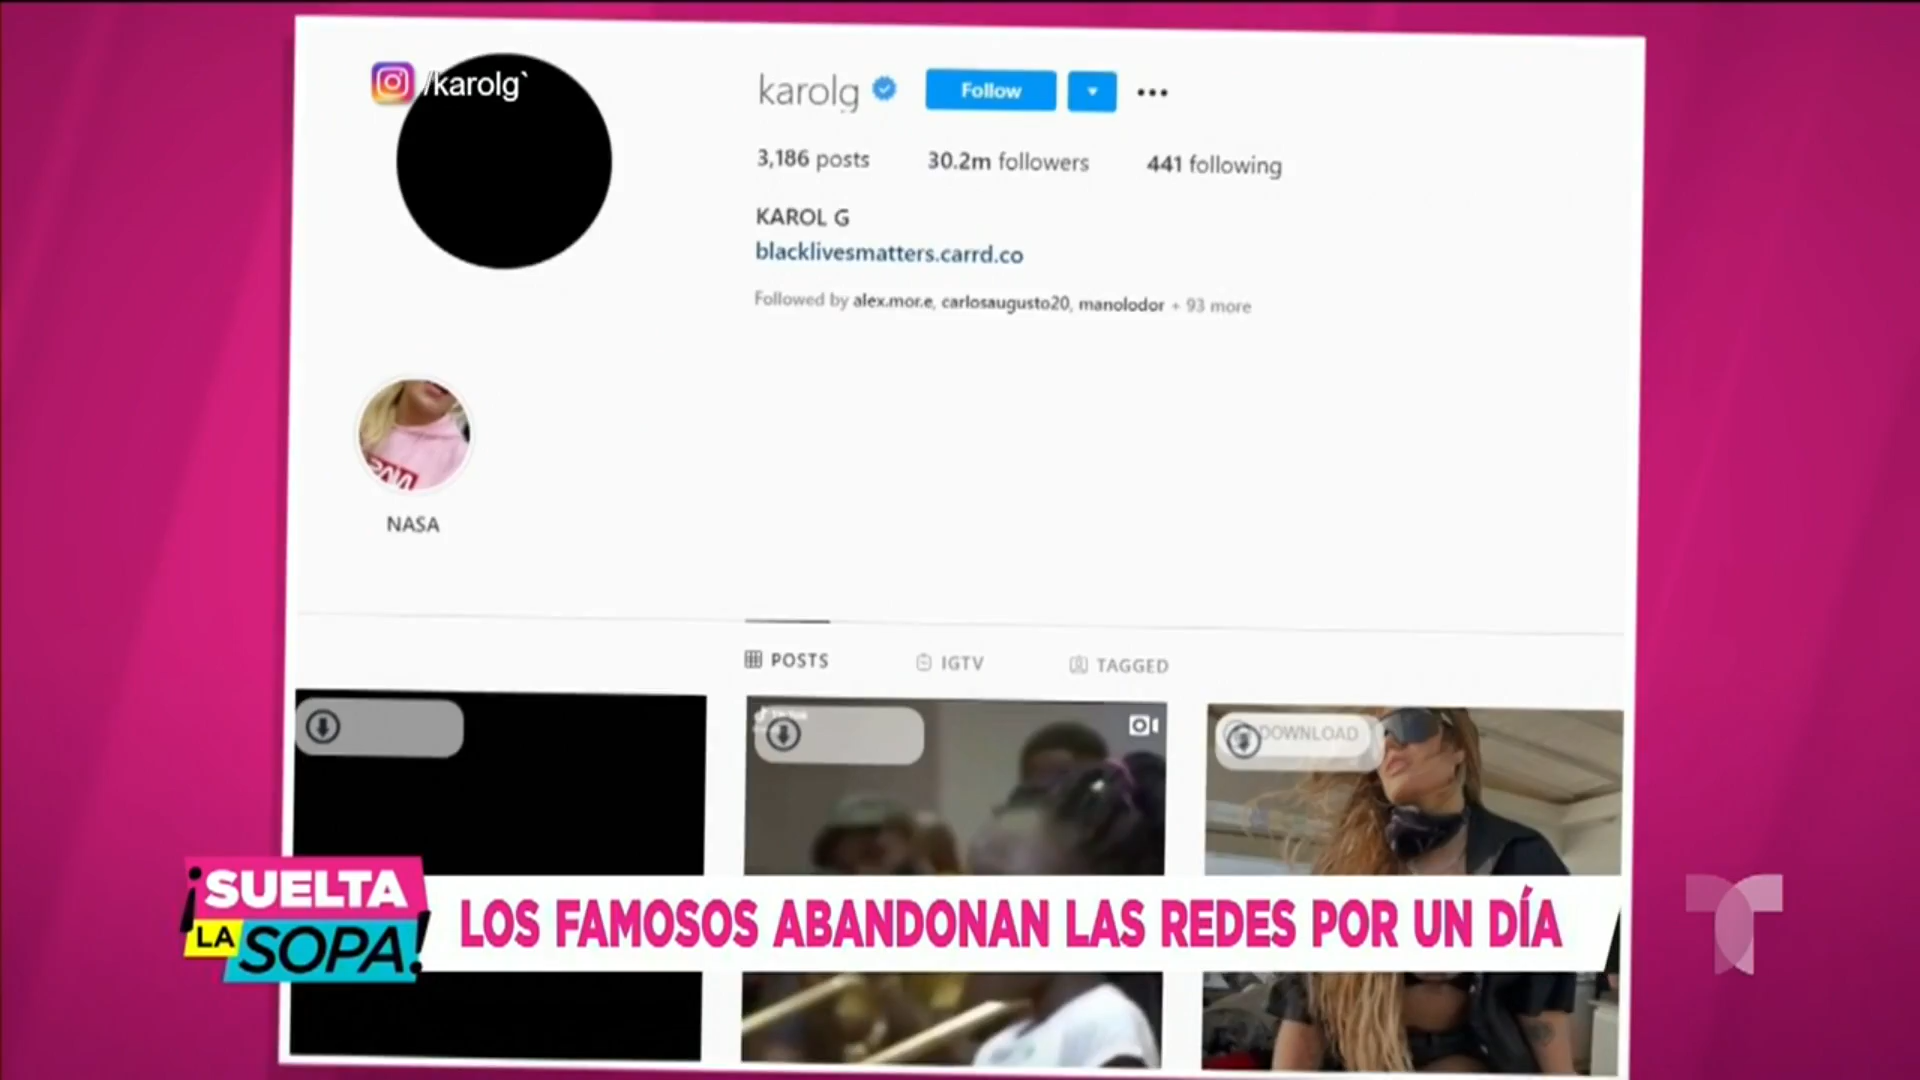 /karolg`
karolg Follow
3,186 posts 30.2m followers 441 following
KAROL G
blacklivesmatters.carrd.co
Followed by alex.mor.e, carlosaugusto20, manolodor + 93 more
NASA
POSTS IGTV TAGGED
DOWNLOAD
¡SUELTA
LA SOPA!
LOS FAMOSOS ABANDONAN LAS REDES POR UN DÍA